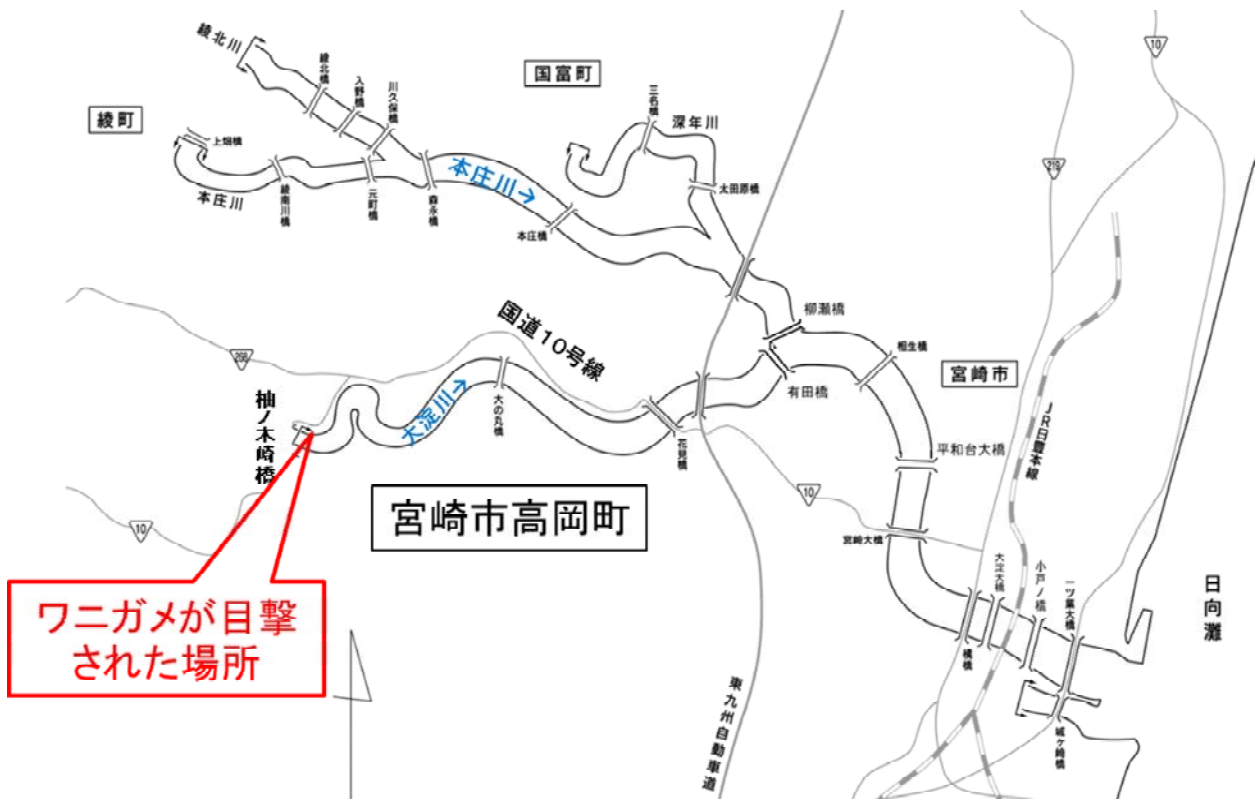 綾北川
綾北橋
入野橋
川久保橋
国富町
三名橋
深年川
10
綾町
上畑橋
本庄川
綾南川橋
元町橋
森永橋
本庄川→
本庄橋
太田原橋
219
国道10号線
柳瀬橋
相生橋
宮崎市
有田橋
JR日豊本線
大淀川→
大の丸橋
花見橋
柚ノ木崎橋
平和台大橋
10
10
宮崎市高岡町
宮崎大橋
大淀大橋
小戸ノ橋
一ツ葉大橋
日向灘
ワニガメが目撃
された場所
橘橋
城ヶ崎橋
東九州自動車道